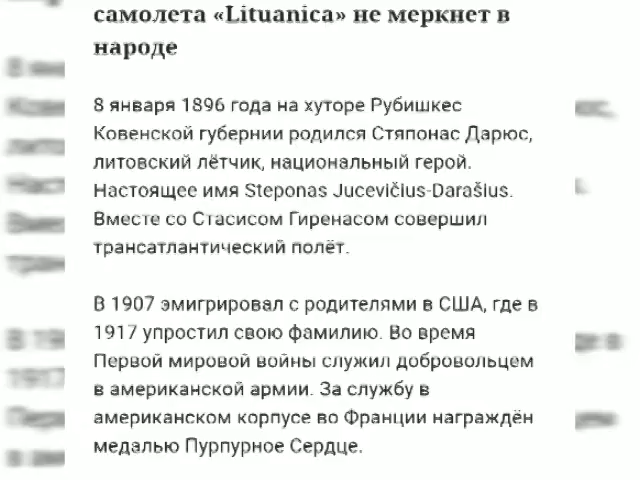 самолета «Lituanica» не меркнет в
народе
8 января 1896 года на хуторе Рубишкес
Ковенской губернии родился Стяпонас Дарюс,
литовский лётчик, национальный герой.
Настоящее имя Steponas Jucevičius-Darašius.
Вместе со Стасисом Гиренасом совершил
трансатлантический полёт.
В 1907 эмигрировал с родителями в США, где в
1917 упростил свою фамилию. Во время
Первой мировой войны служил добровольцем
в американской армии. За службу в
американском корпусе во Франции награждён
медалью Пурпурное Сердце.